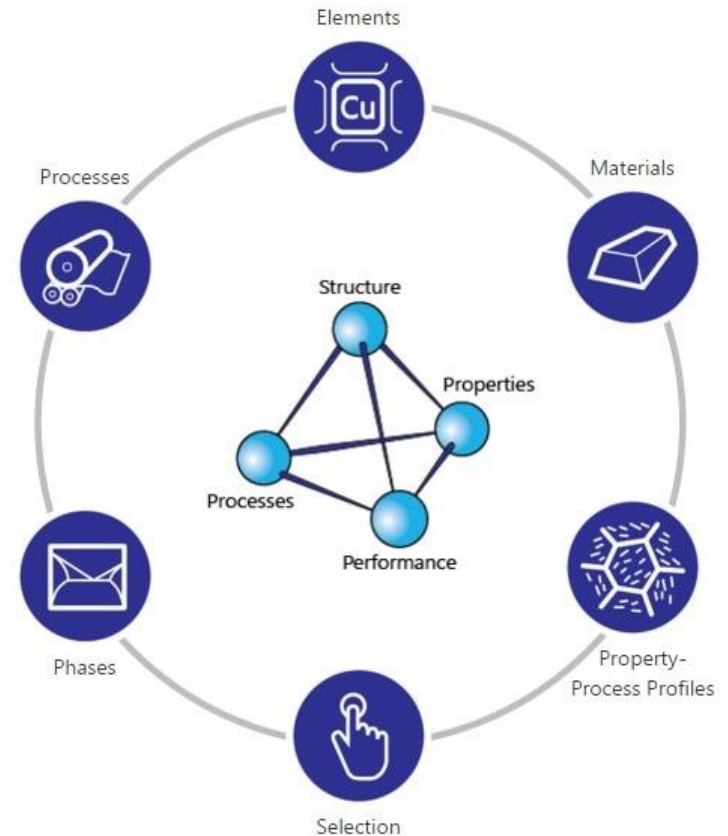 Elements
Cu
Materials
Processes
Structure
Properties
Processes
Performance
Phases
Property-
Process Profiles
Selection